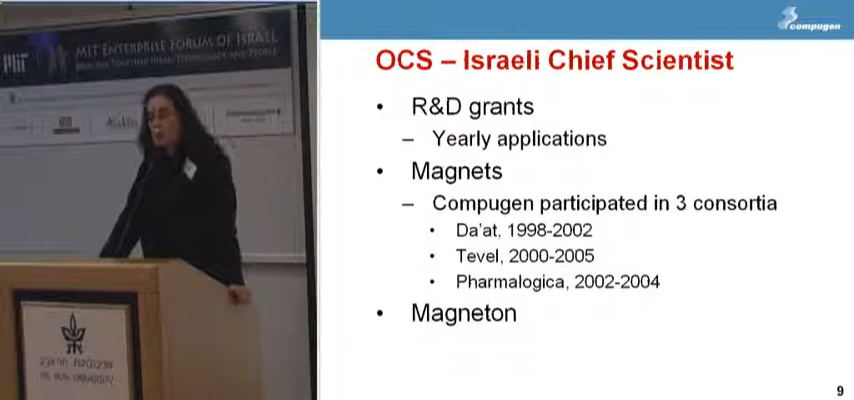 MIT ENTERPRISE FORUM OF ISRAEL
MIT
TEL AVIV UNIVERSITY
compugen
OCS – Israeli Chief Scientist
• R&D grants
– Yearly applications
• Magnets
– Compugen participated in 3 consortia
• Da'at, 1998-2002
• Tevel, 2000-2005
• Pharmalogica, 2002-2004
• Magneton
9